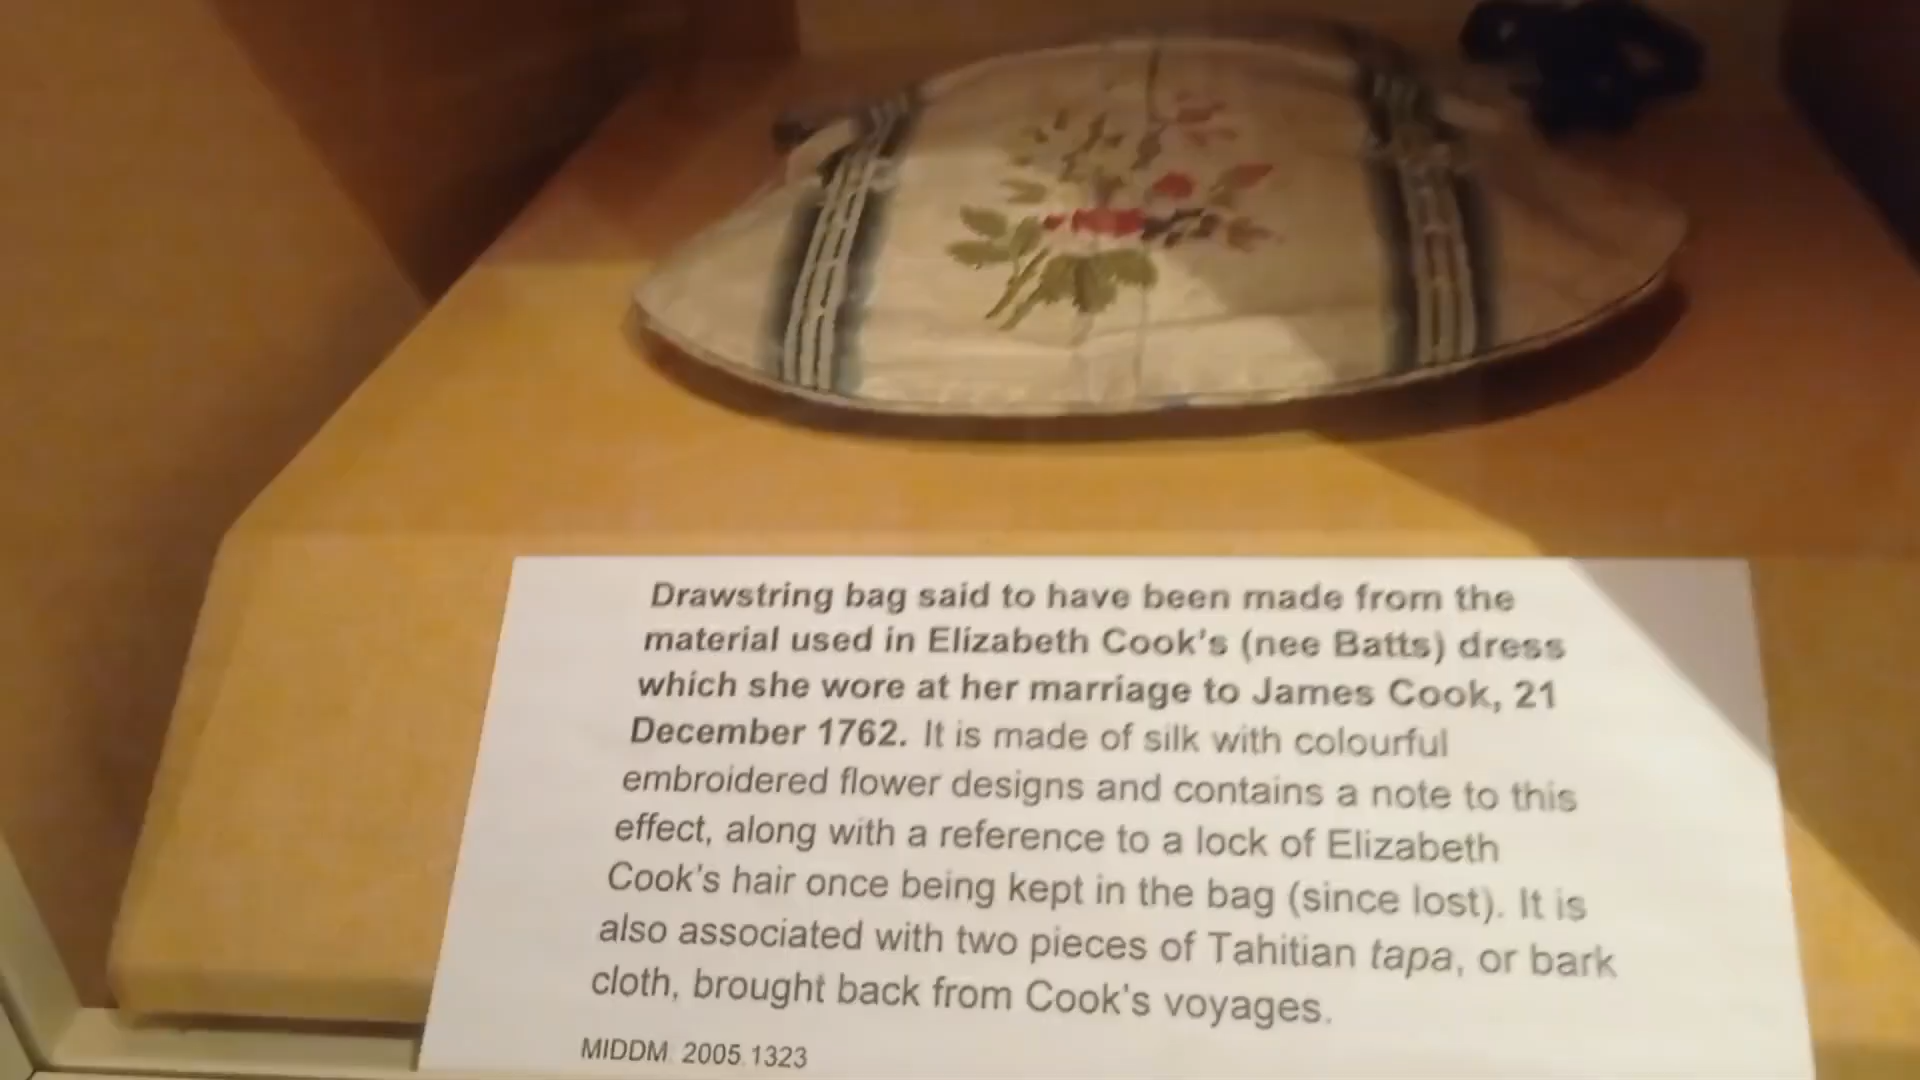 Drawstring bag said to have been made from the
material used in Elizabeth Cook's (nee Batts) dress
which she wore at her marriage to James Cook, 21
December 1762. It is made of silk with colourful
embroidered flower designs and contains a note to this
effect, along with a reference to a lock of Elizabeth
Cook's hair once being kept in the bag (since lost). It is
also associated with two pieces of Tahitian tapa, or bark
cloth, brought back from Cook's voyages.
MIDDM 2005.1323